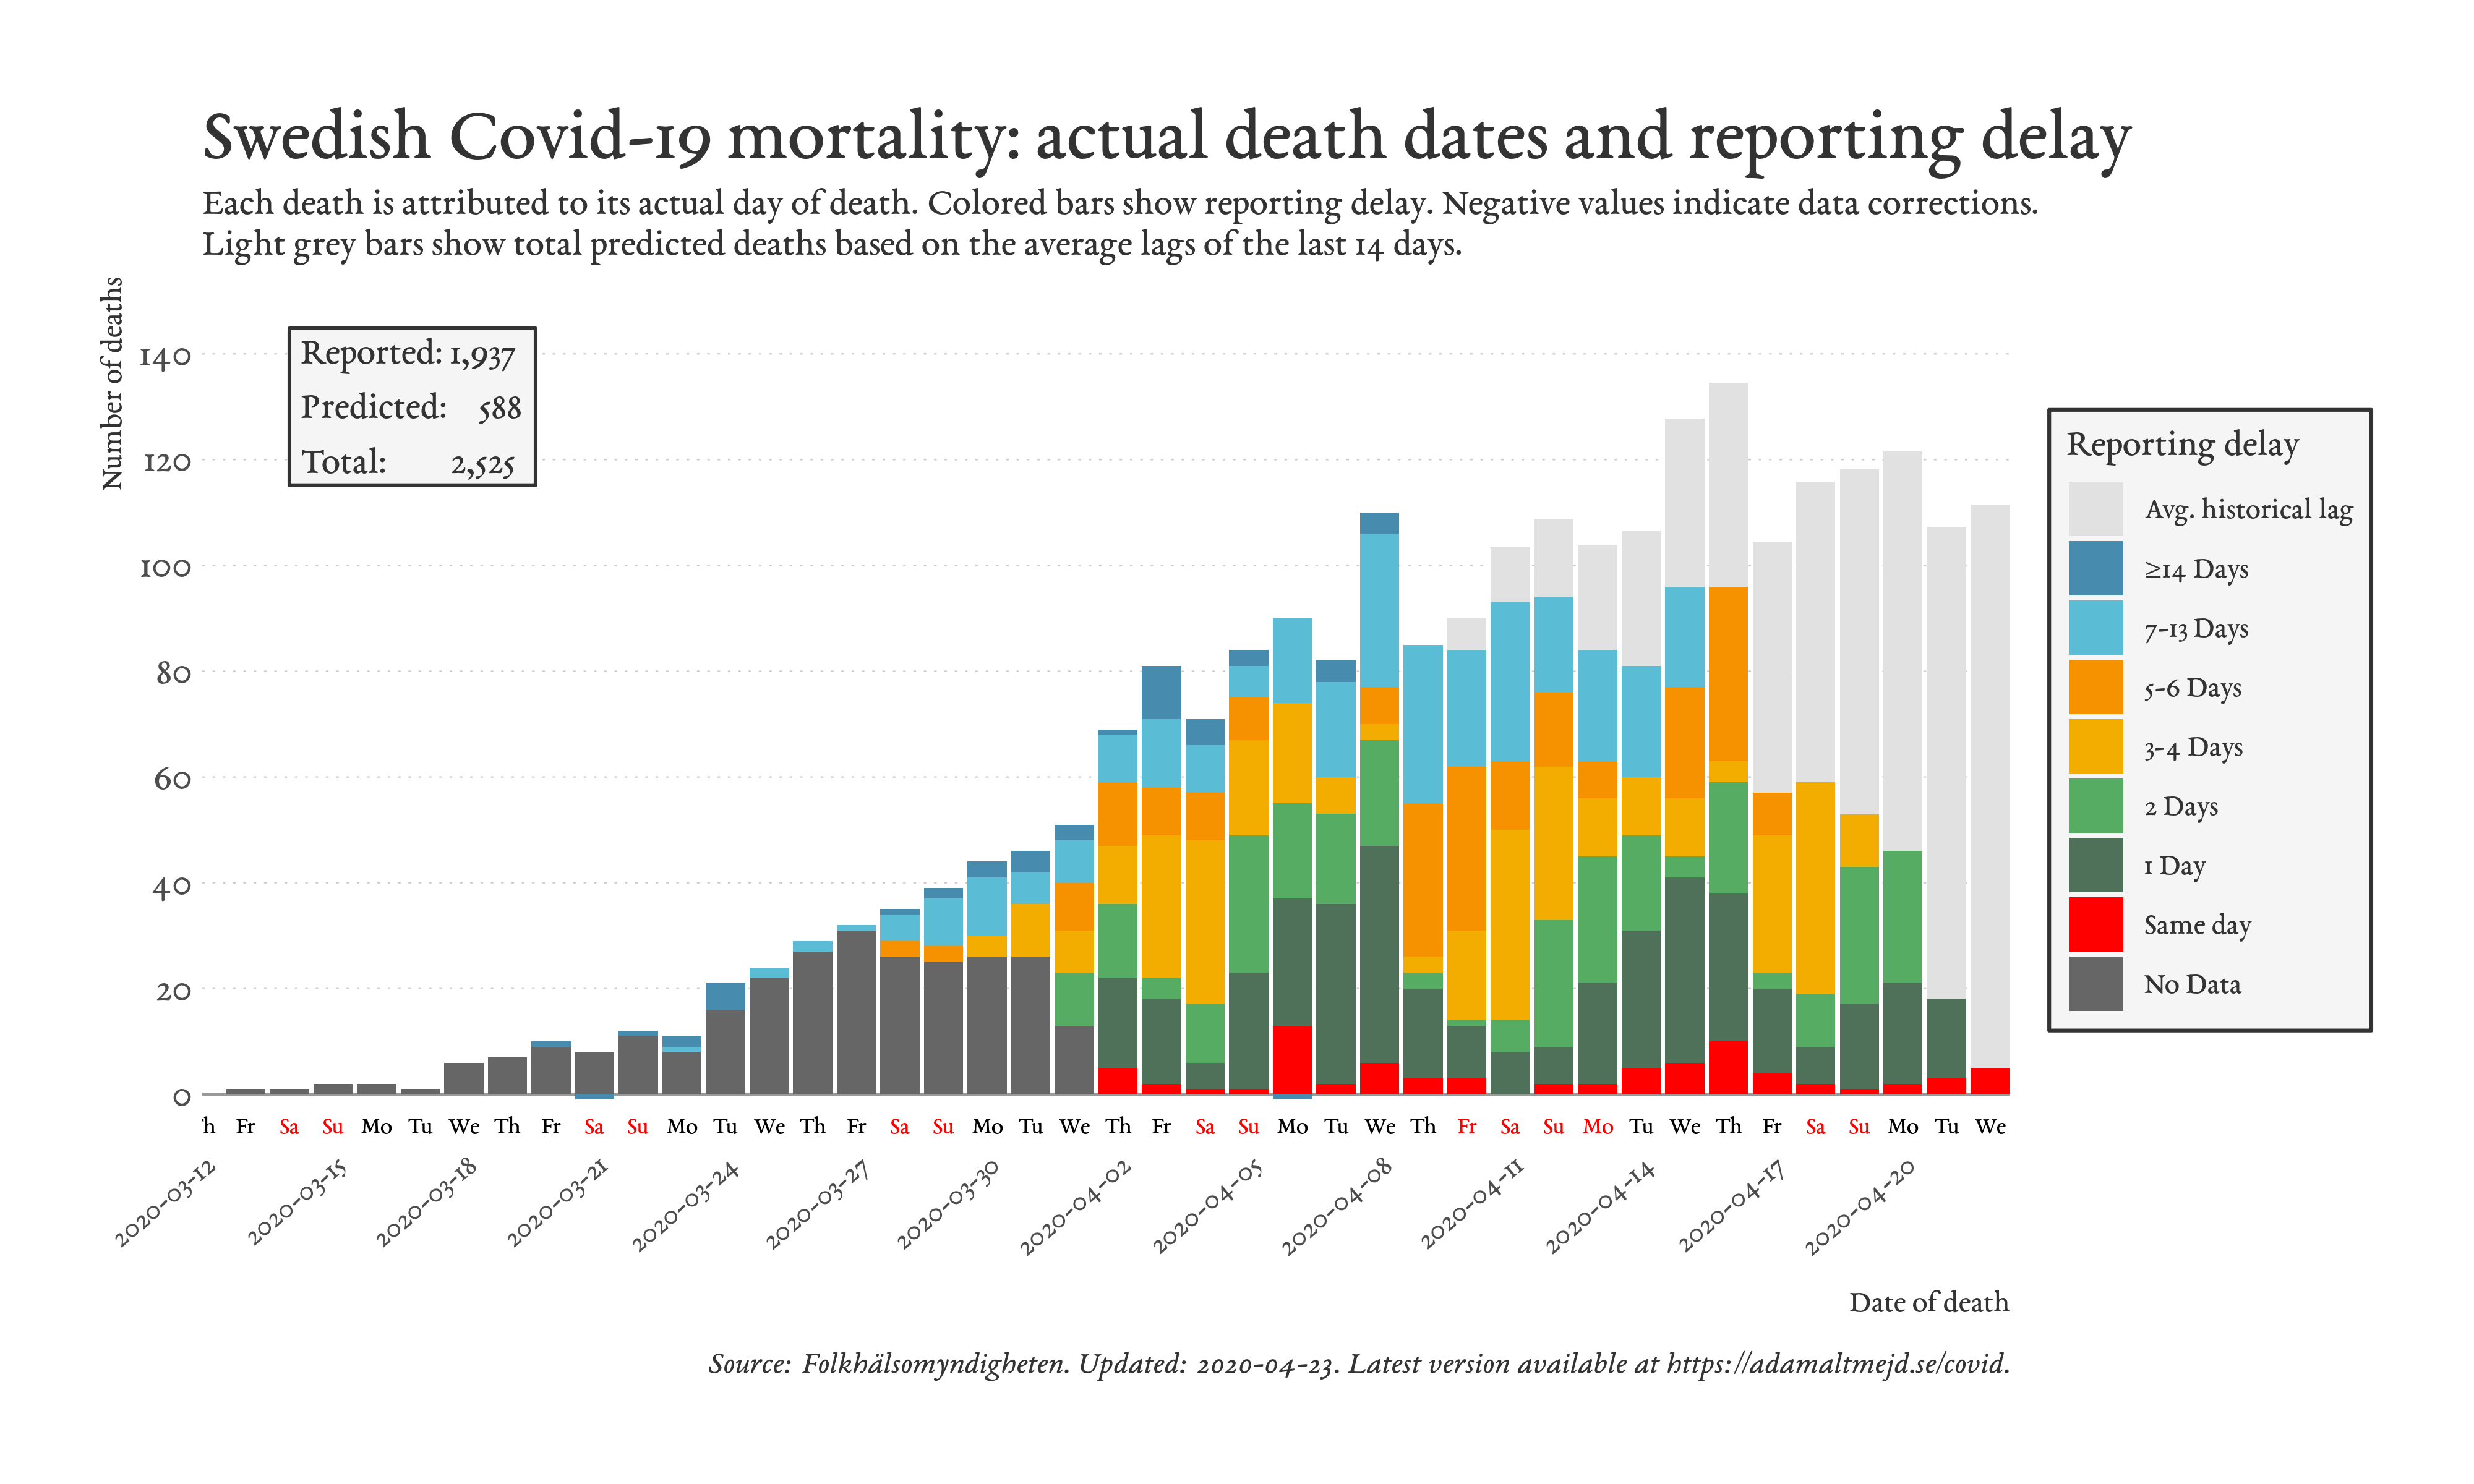 Swedish Covid-19 mortality: actual death dates and reporting delay
Each death is attributed to its actual day of death. Colored bars show reporting delay. Negative values indicate data corrections.
Light grey bars show total predicted deaths based on the average lags of the last 14 days.
Number of deaths
140
120
100
80
60
40
20
0
Reported: 1,937
Predicted: 588
Total: 2,525
Reporting delay
Avg. historical lag
≥14 Days
7-13 Days
5-6 Days
3-4 Days
2 Days
1 Day
Same day
No Data
h Fr Sa Su Mo Tu We Th Fr Sa Su Mo Tu We Th Fr Sa Su Mo Tu We Th Fr Sa Su Mo Tu We Th Fr Sa Su Mo Tu We Th Fr Sa Su Mo Tu We
2020-03-12 2020-03-15 2020-03-18 2020-03-21 2020-03-24 2020-03-27 2020-03-30 2020-04-02 2020-04-05 2020-04-08 2020-04-11 2020-04-14 2020-04-17 2020-04-20
Date of death
Source: Folkhälsomyndigheten. Updated: 2020-04-23. Latest version available at https://adamaltmejd.se/covid.